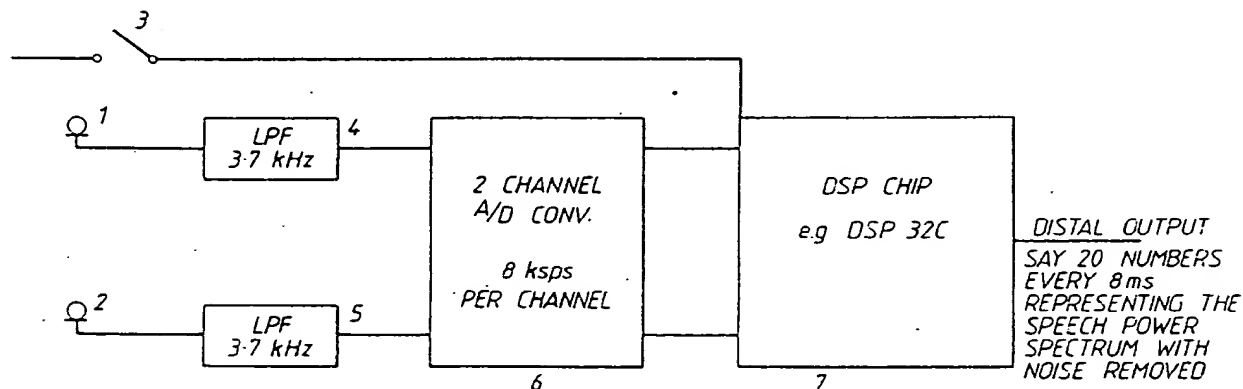 3
1
LPF
3·7 kHz
4
2
LPF
3·7 kHz
5
2 CHANNEL
A/D CONV.
8 ksps
PER CHANNEL
6
DSP CHIP
e.g DSP 32C
7
DISTAL OUTPUT
SAY 20 NUMBERS
EVERY 8ms
REPRESENTING THE
SPEECH POWER
SPECTRUM WITH
NOISE REMOVED